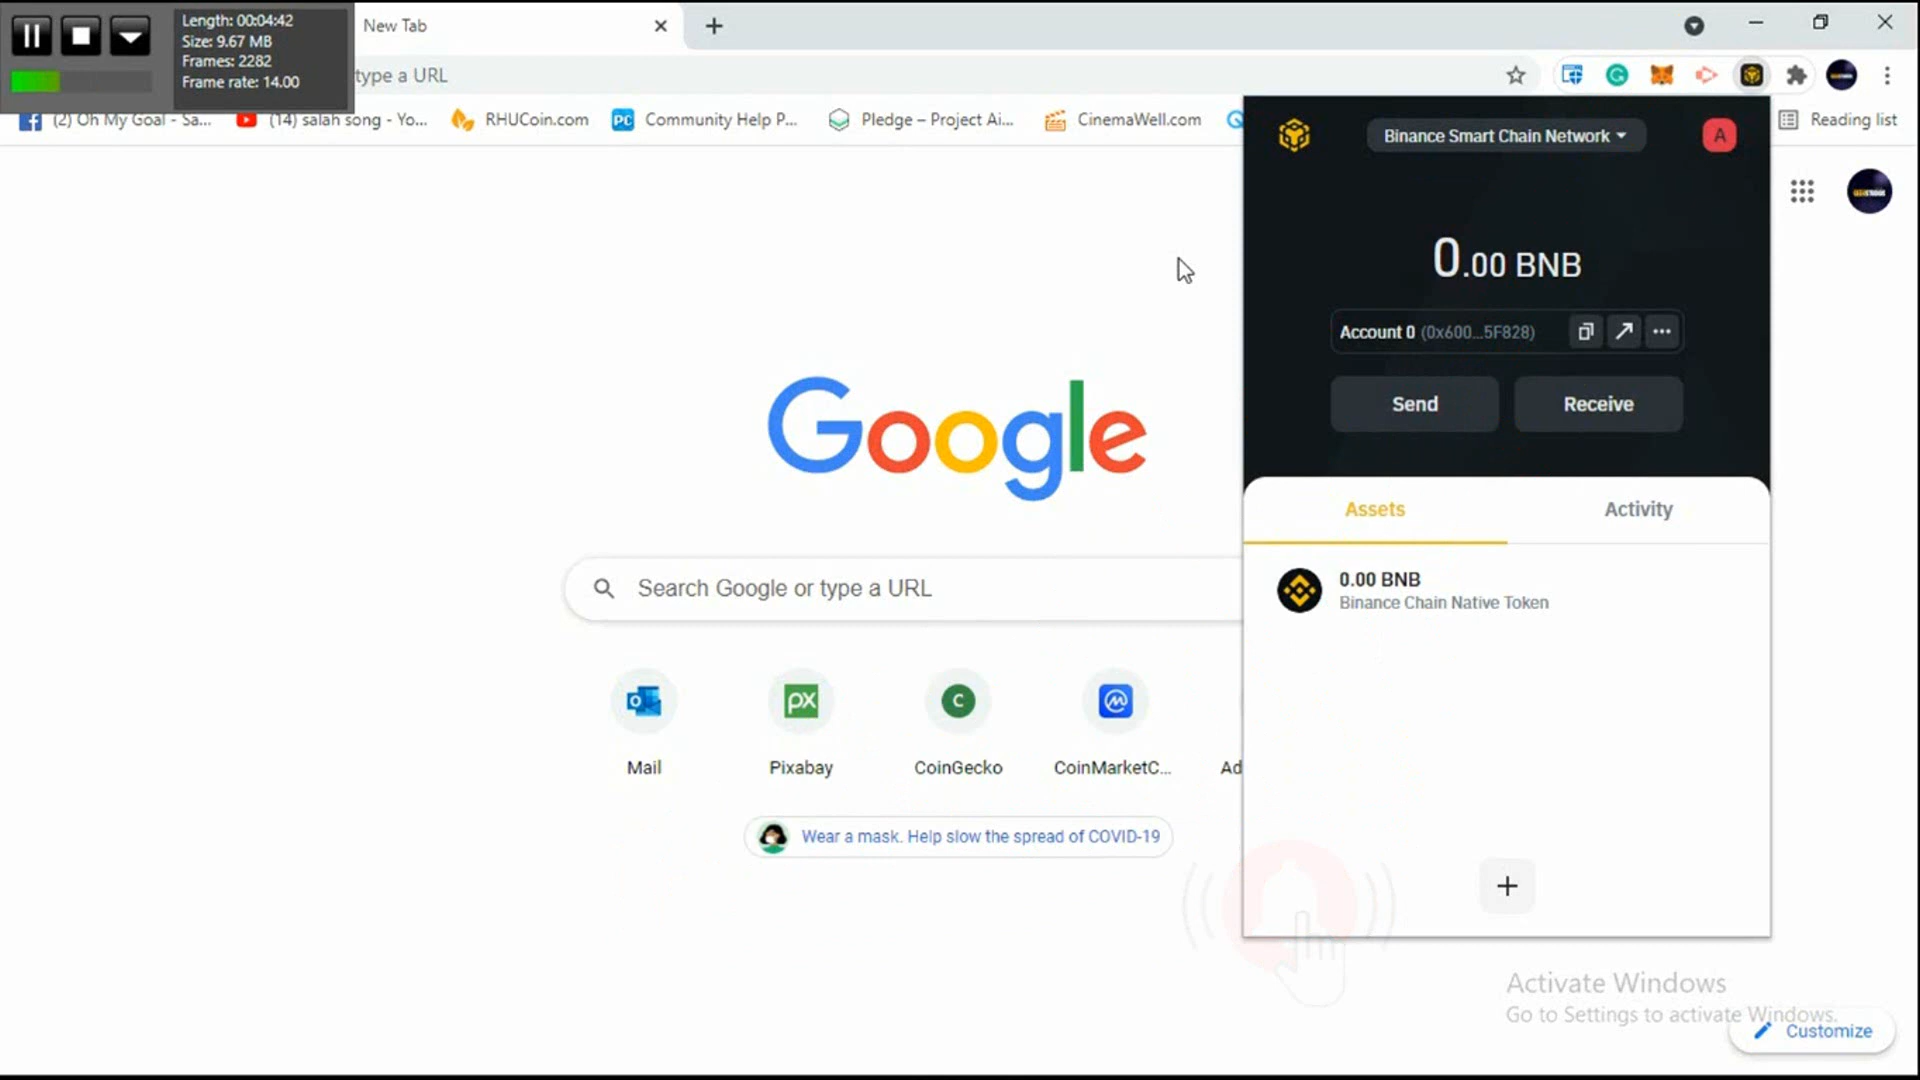 Length: 00:04:42
Size: 9.67 MB
Frames: 2282
Frame rate: 14.00
New Tab
type a URL
(2) Oh My Goal - Sa...
(14) salah song - Yo...
RHUCoin.com
PC
Community Help P...
Pledge – Project Ai...
CinemaWell.com
Reading list
Binance Smart Chain Network
A
0.00 BNB
Account 0 (0x600...5F828)
Send
Receive
Assets
Activity
0.00 BNB
Binance Chain Native Token
Google
Search Google or type a URL
px
C
Mail
Pixabay
CoinGecko
CoinMarketC...
Ad
Wear a mask. Help slow the spread of COVID-19
Activate Windows
Go to Settings to activate Windows.
Customize